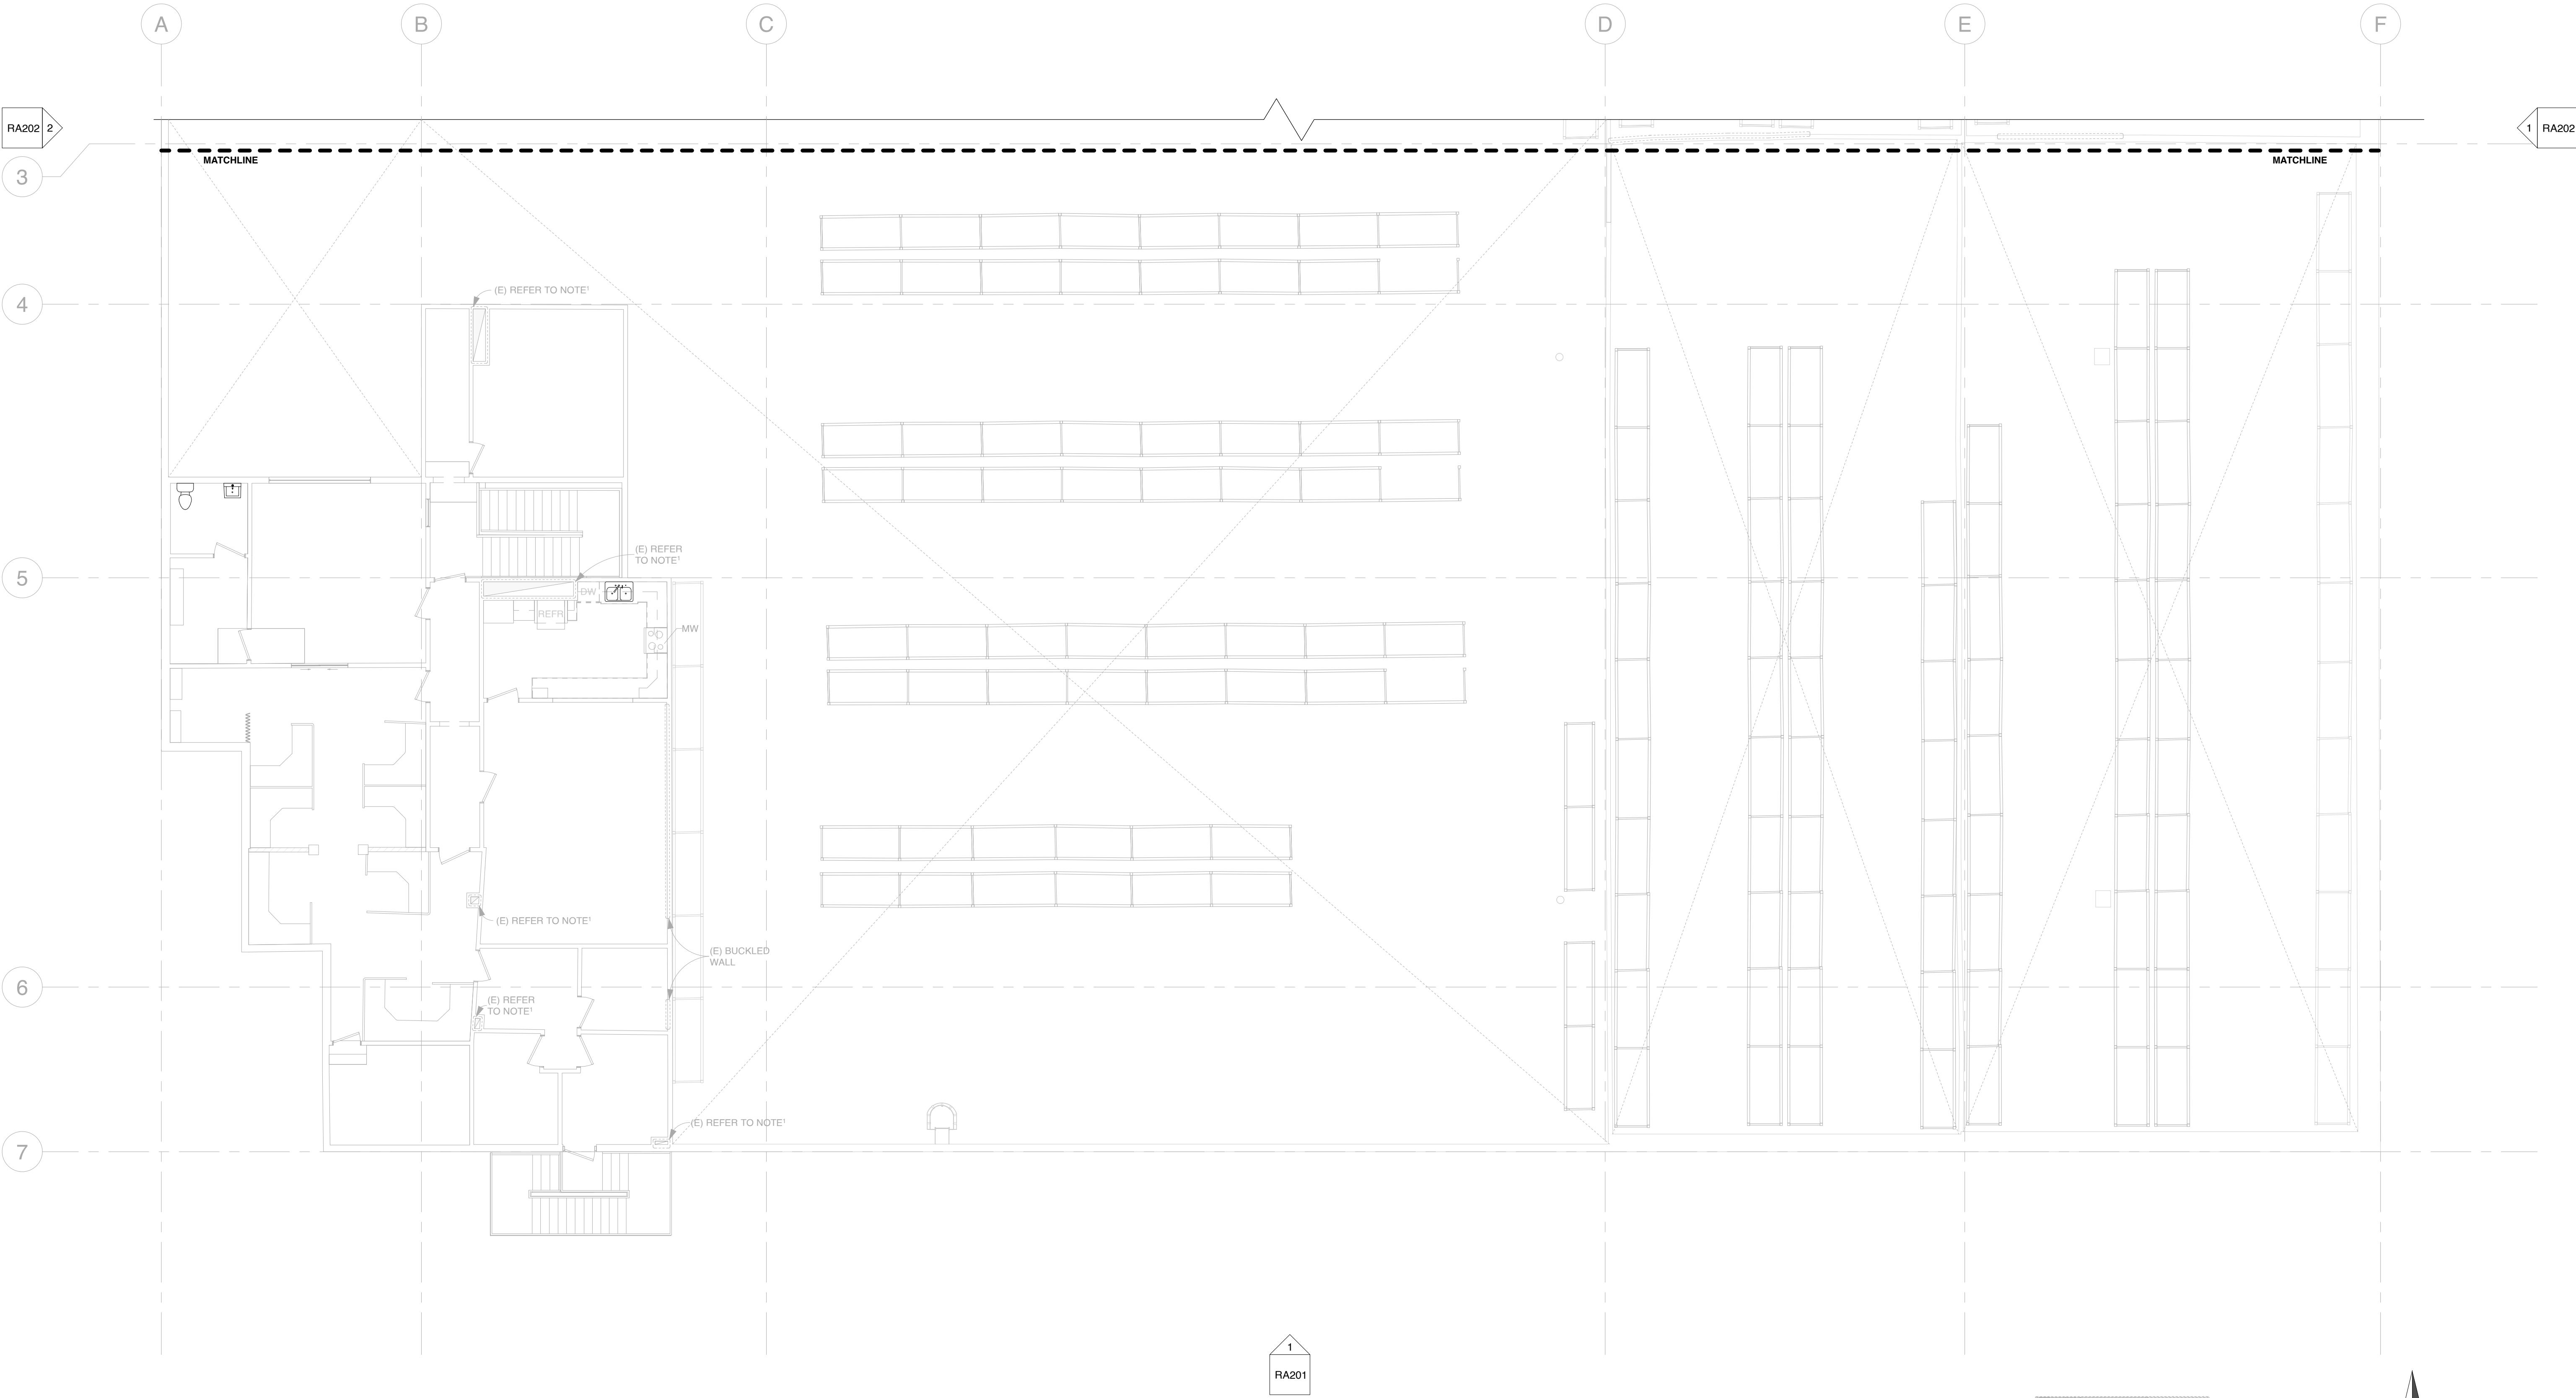 A
B
C
D
E
F
RA202 2
1 RA202
MATCHLINE
MATCHLINE
3
4
(E) REFER TO NOTE¹
5
(E) REFER
TO NOTE¹
DW
REFR
MW
(E) REFER TO NOTE¹
(E) BUCKLED
WALL
6
(E) REFER
TO NOTE¹
(E) REFER TO NOTE¹
7
1
RA201